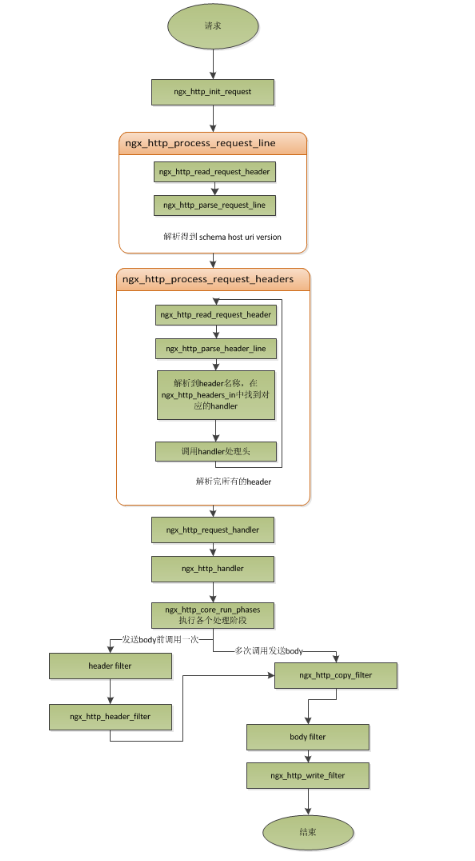 请求
ngx_http_init_request
ngx_http_process_request_line
ngx_http_read_request_header
ngx_http_parse_request_line
解析得到 schema host uri version
ngx_http_process_request_headers
ngx_http_read_request_header
ngx_http_parse_header_line
解析到header名称，在
ngx_http_headers_in中找到对
应的handler
调用handler处理头
解析完所有的header
ngx_http_request_handler
ngx_http_handler
ngx_http_core_run_phases
执行各个处理阶段
发送body前调用一次
多次调用发送body
header filter
ngx_http_copy_filter
ngx_http_header_filter
body filter
ngx_http_write_filter
结束